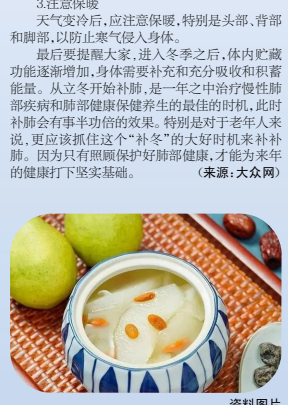 3.注意保暖
天气变冷后,应注意保暖,特别是头部、背部
和脚部,以防止寒气侵入身体。
最后要提醒大家,进入冬季之后,体内贮藏
功能逐渐增加,身体需要补充和充分吸收和积蓄
能量。从立冬开始补肺,是一年之中治疗慢性肺
部疾病和肺部健康保健养生的最佳的时机,此时
补肺会有事半功倍的效果。特别是对于老年人来
说,更应该抓住这个“补冬”的大好时机来补补
肺。因为只有照顾保护好肺部健康,才能为来年
的健康打下坚实基础。 (来源:大众网)
资料图片